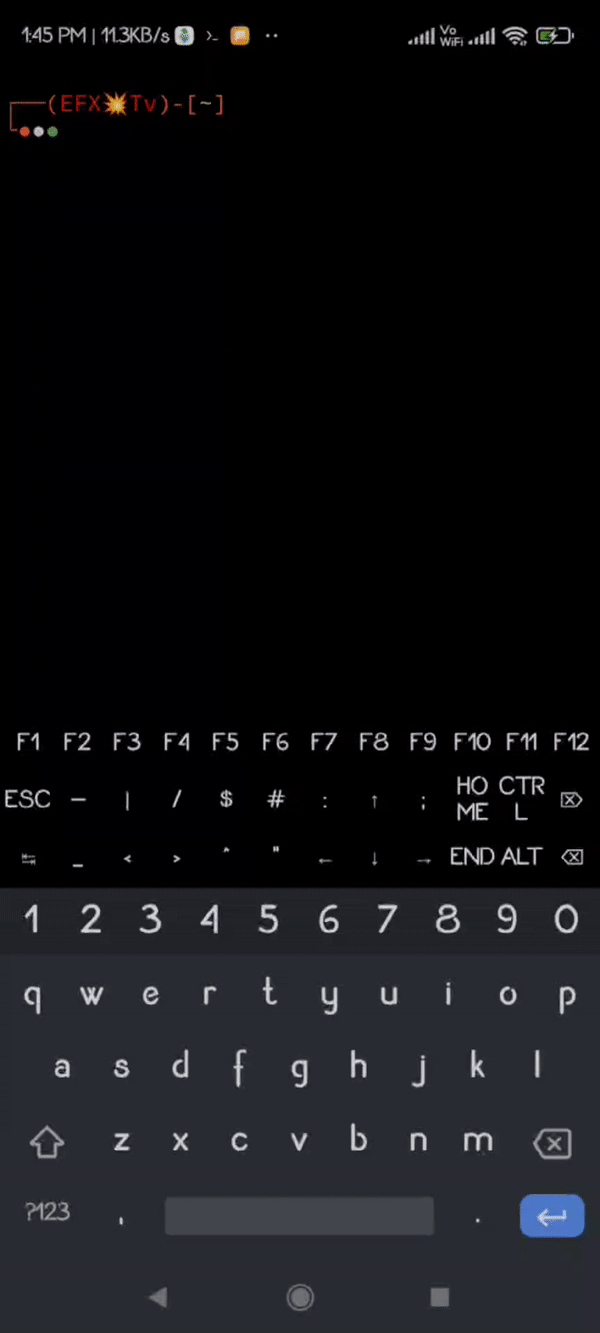 1:45 PM | 11.3KB/s >_ ··
Vo WiFi
(EFX💥Tv)-[~]
F1 F2 F3 F4 F5 F6 F7 F8 F9 F10 F11 F12
ESC — | / $ # : ↑ ; HOME CTRL ⌦
↹ _ < > ^ " ← ↓ → END ALT ⌫
1 2 3 4 5 6 7 8 9 0
q w e r t y u i o p
a s d f g h j k l
z x c v b n m
?123 , .